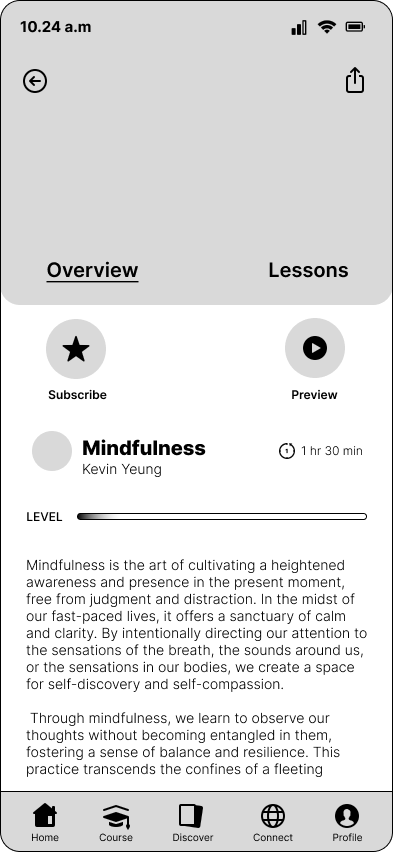 10.24 a.m
Overview Lessons
Subscribe Preview
Mindfulness
Kevin Yeung
1 1 hr 30 min
LEVEL
Mindfulness is the art of cultivating a heightened
awareness and presence in the present moment,
free from judgment and distraction. In the midst of
our fast-paced lives, it offers a sanctuary of calm
and clarity. By intentionally directing our attention to
the sensations of the breath, the sounds around us,
or the sensations in our bodies, we create a space
for self-discovery and self-compassion.
Through mindfulness, we learn to observe our
thoughts without becoming entangled in them,
fostering a sense of balance and resilience. This
practice transcends the confines of a fleeting
Home Course Discover Connect Profile